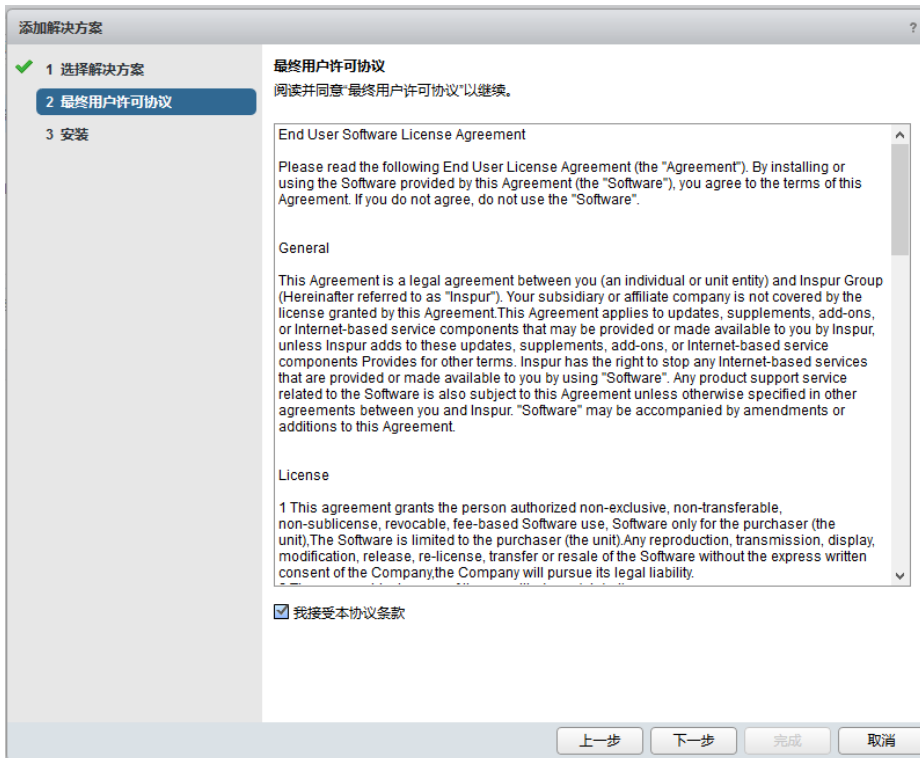 添加解决方案
?
1 选择解决方案
2 最终用户许可协议
3 安装
最终用户许可协议
阅读并同意“最终用户许可协议”以继续。
End User Software License Agreement
Please read the following End User License Agreement (the "Agreement"). By installing or
using the Software provided by this Agreement (the "Software"), you agree to the terms of this
Agreement. If you do not agree, do not use the "Software".
General
This Agreement is a legal agreement between you (an individual or unit entity) and Inspur Group
(Hereinafter referred to as "Inspur"). Your subsidiary or affiliate company is not covered by the
license granted by this Agreement.This Agreement applies to updates, supplements, add-ons,
or Internet-based service components that may be provided or made available to you by Inspur,
unless Inspur adds to these updates, supplements, add-ons, or Internet-based service
components Provides for other terms. Inspur has the right to stop any Internet-based services
that are provided or made available to you by using "Software". Any product support service
related to the Software is also subject to this Agreement unless otherwise specified in other
agreements between you and Inspur. "Software" may be accompanied by amendments or
additions to this Agreement.
License
1 This agreement grants the person authorized non-exclusive, non-transferable,
non-sublicense, revocable, fee-based Software use, Software only for the purchaser (the
unit),The Software is limited to the purchaser (the unit).Any reproduction, transmission, display,
modification, release, re-license, transfer or resale of the Software without the express written
consent of the Company,the Company will pursue its legal liability.
我接受本协议条款
上一步
下一步
完成
取消